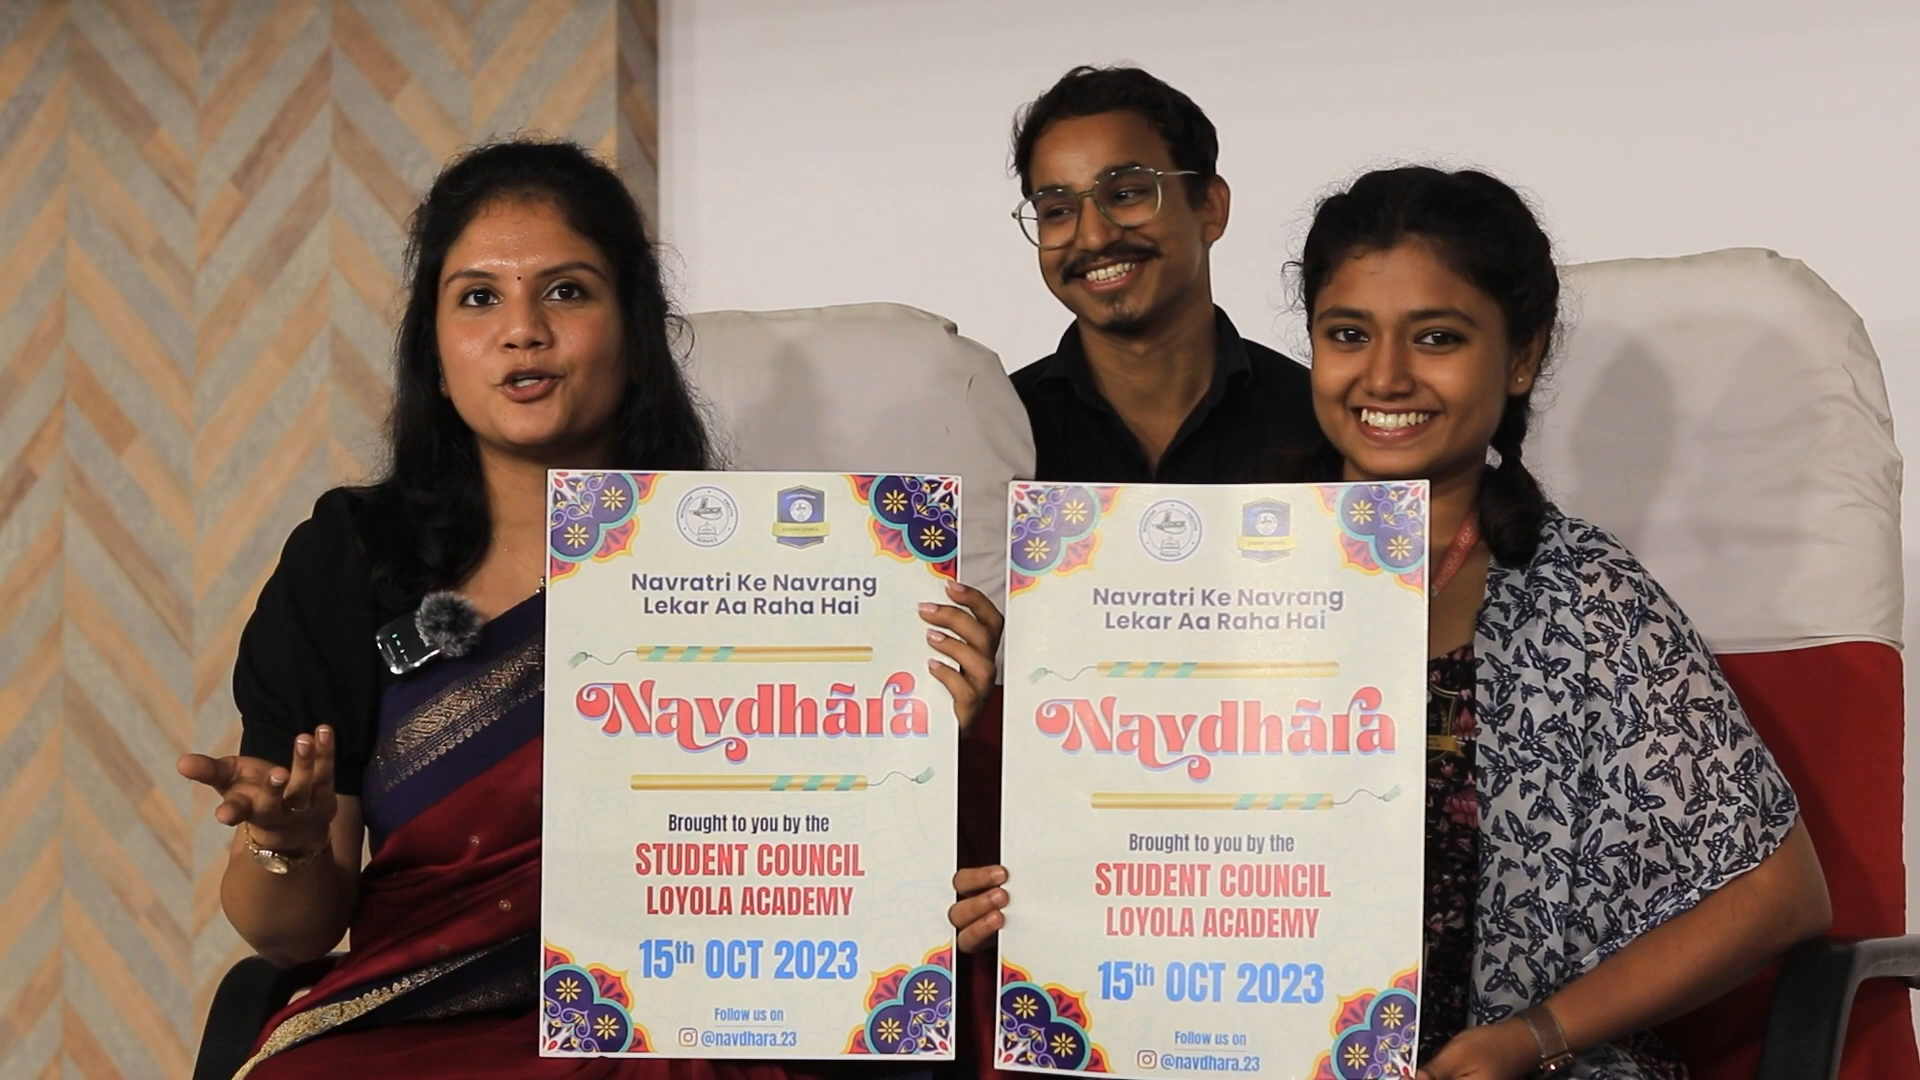 Navratri Ke Navrang
Lekar Aa Raha Hai
Navdhāra
Brought to you by the
STUDENT COUNCIL
LOYOLA ACADEMY
15th OCT 2023
Follow us on
@navdhara.23
Navratri Ke Navrang
Lekar Aa Raha Hai
Navdhāra
Brought to you by the
STUDENT COUNCIL
LOYOLA ACADEMY
15th OCT 2023
Follow us on
@navdhara.23